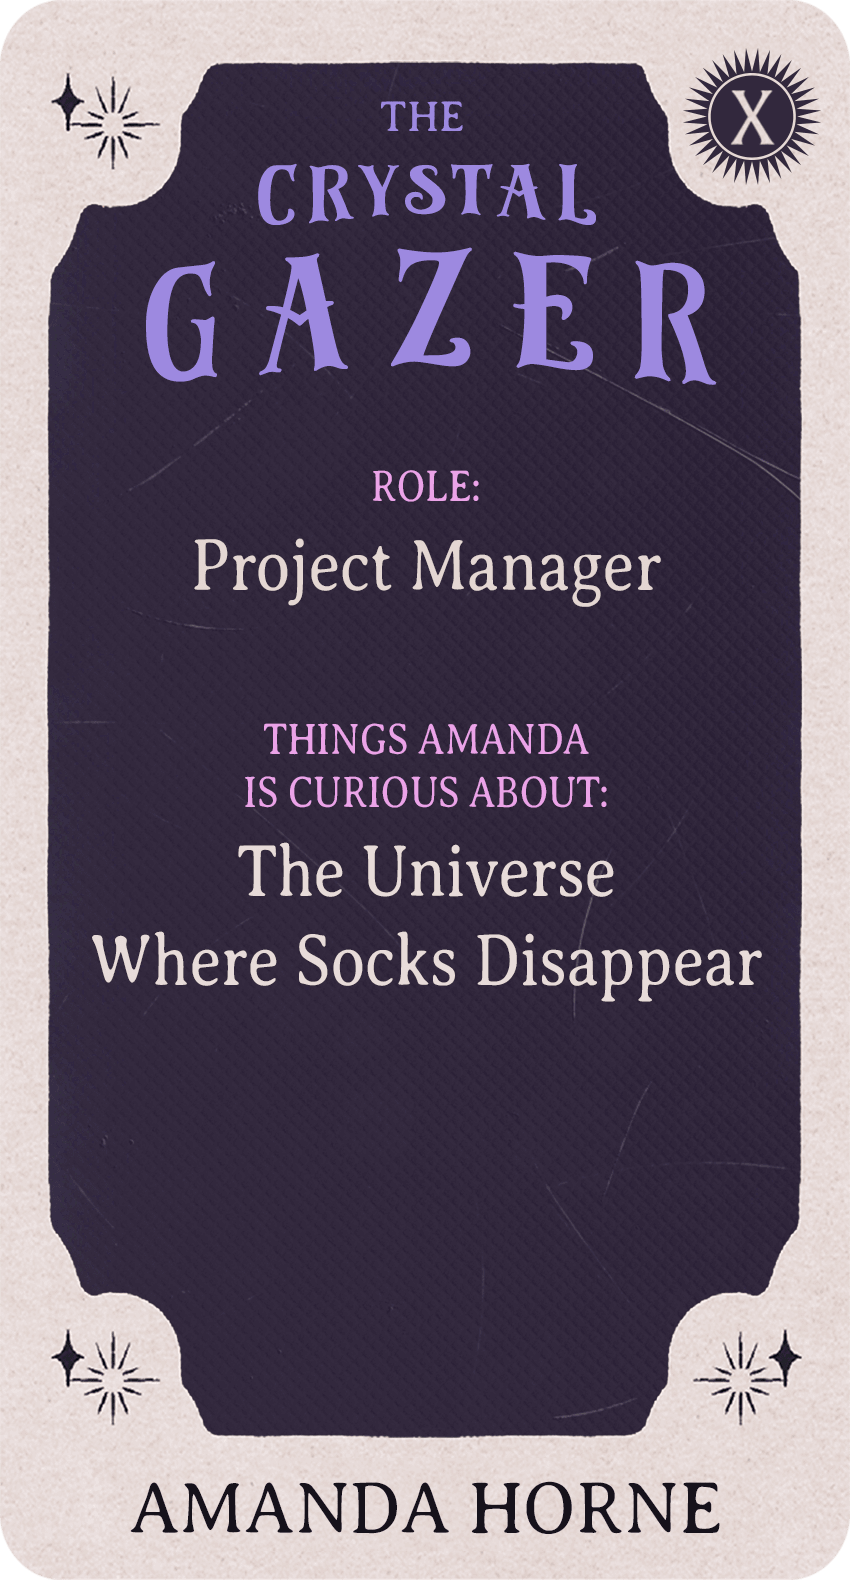 X
THE
CRYSTAL
GAZER
ROLE:
Project Manager
THINGS AMANDA
IS CURIOUS ABOUT:
The Universe
Where Socks Disappear
AMANDA HORNE